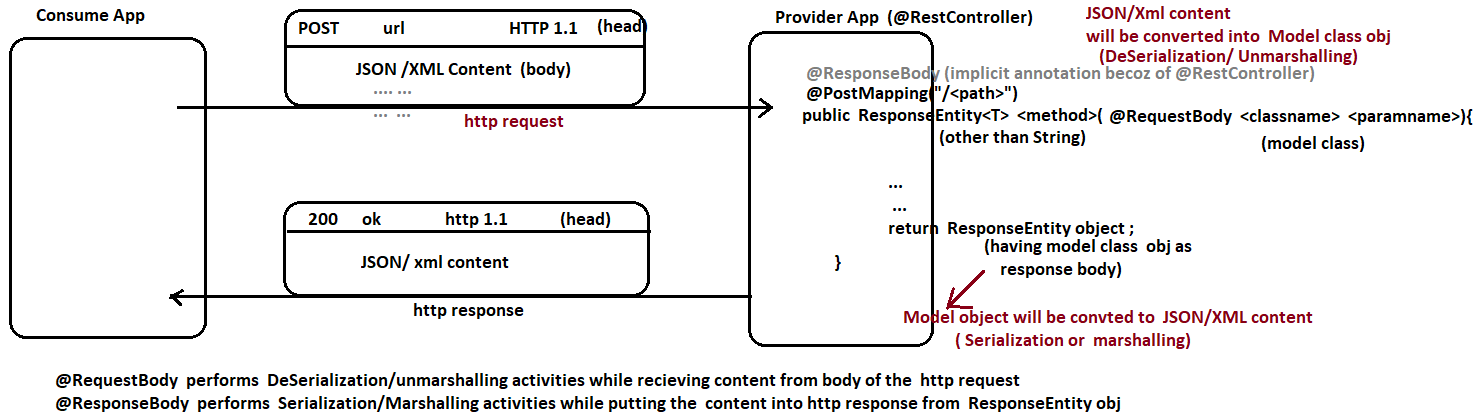 Consume App
POST url HTTP 1.1 (head)
JSON /XML Content (body)
.... ...
... ...
http request
Provider App (@RestController)
JSON/Xml content
will be converted into Model class obj
(DeSerialization/ Unmarshalling)
@ResponseBody (implicit annotation becoz of @RestController)
@PostMapping("/<path>")
public ResponseEntity<T> <method>( @RequestBody <classname> <paramname>){
(other than String)
(model class)
...
...
return ResponseEntity object ;
(having model class obj as
response body)
}
200 ok http 1.1 (head)
JSON/ xml content
http response
Model object will be convted to JSON/XML content
( Serialization or marshalling)
@RequestBody performs DeSerialization/unmarshalling activities while recieving content from body of the http request
@ResponseBody performs Serialization/Marshalling activities while putting the content into http response from ResponseEntity obj